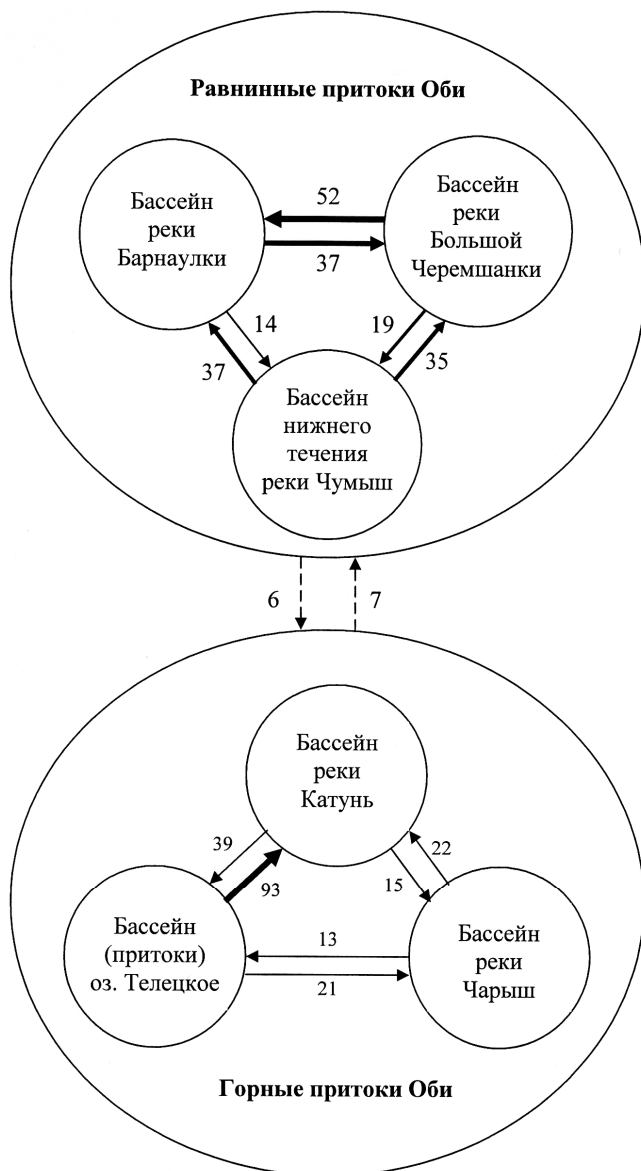 Равнинные притоки Оби
Бассейн
реки
Барнаулки
52
37
Бассейн
реки
Большой
Черемшанки
14
19
37
35
Бассейн
нижнего
течения
реки Чумыш
6
7
Бассейн
реки
Катунь
39
93
15
22
Бассейн
(притоки)
оз. Телецкое
13
21
Бассейн
реки
Чарыш
Горные притоки Оби